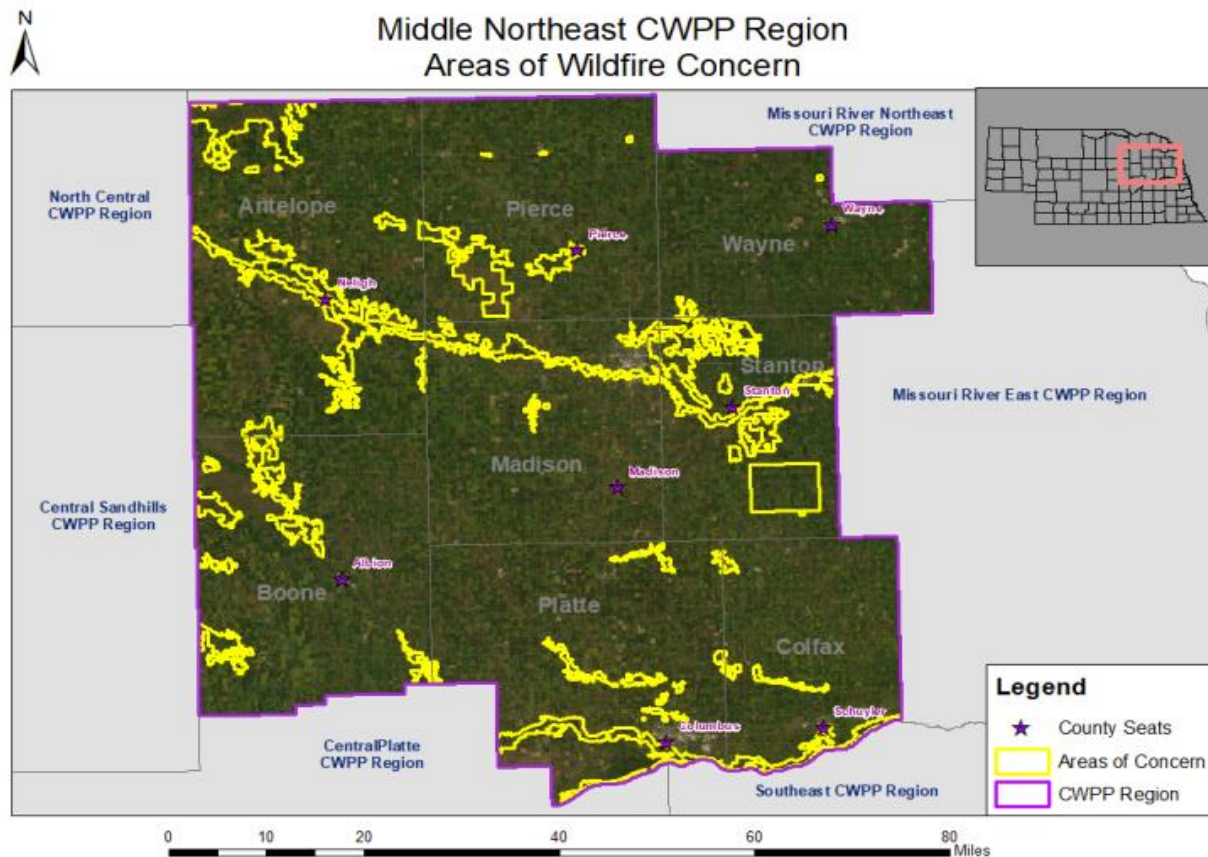 N
Middle Northeast CWPP Region
Areas of Wildfire Concern
Missouri River Northeast
CWPP Region
North Central
CWPP Region
Antelope
Pierce
Wayne
Pierce
Wayne
Neligh
Stanton
Stanton
Missouri River East CWPP Region
Madison
Madison
Central Sandhills
CWPP Region
Albion
Boone
Platte
Colfax
Columbus
Schuyler
CentralPlatte
CWPP Region
Southeast CWPP Region
Legend
County Seats
Areas of Concern
CWPP Region
0 10 20 40 60 80
Miles